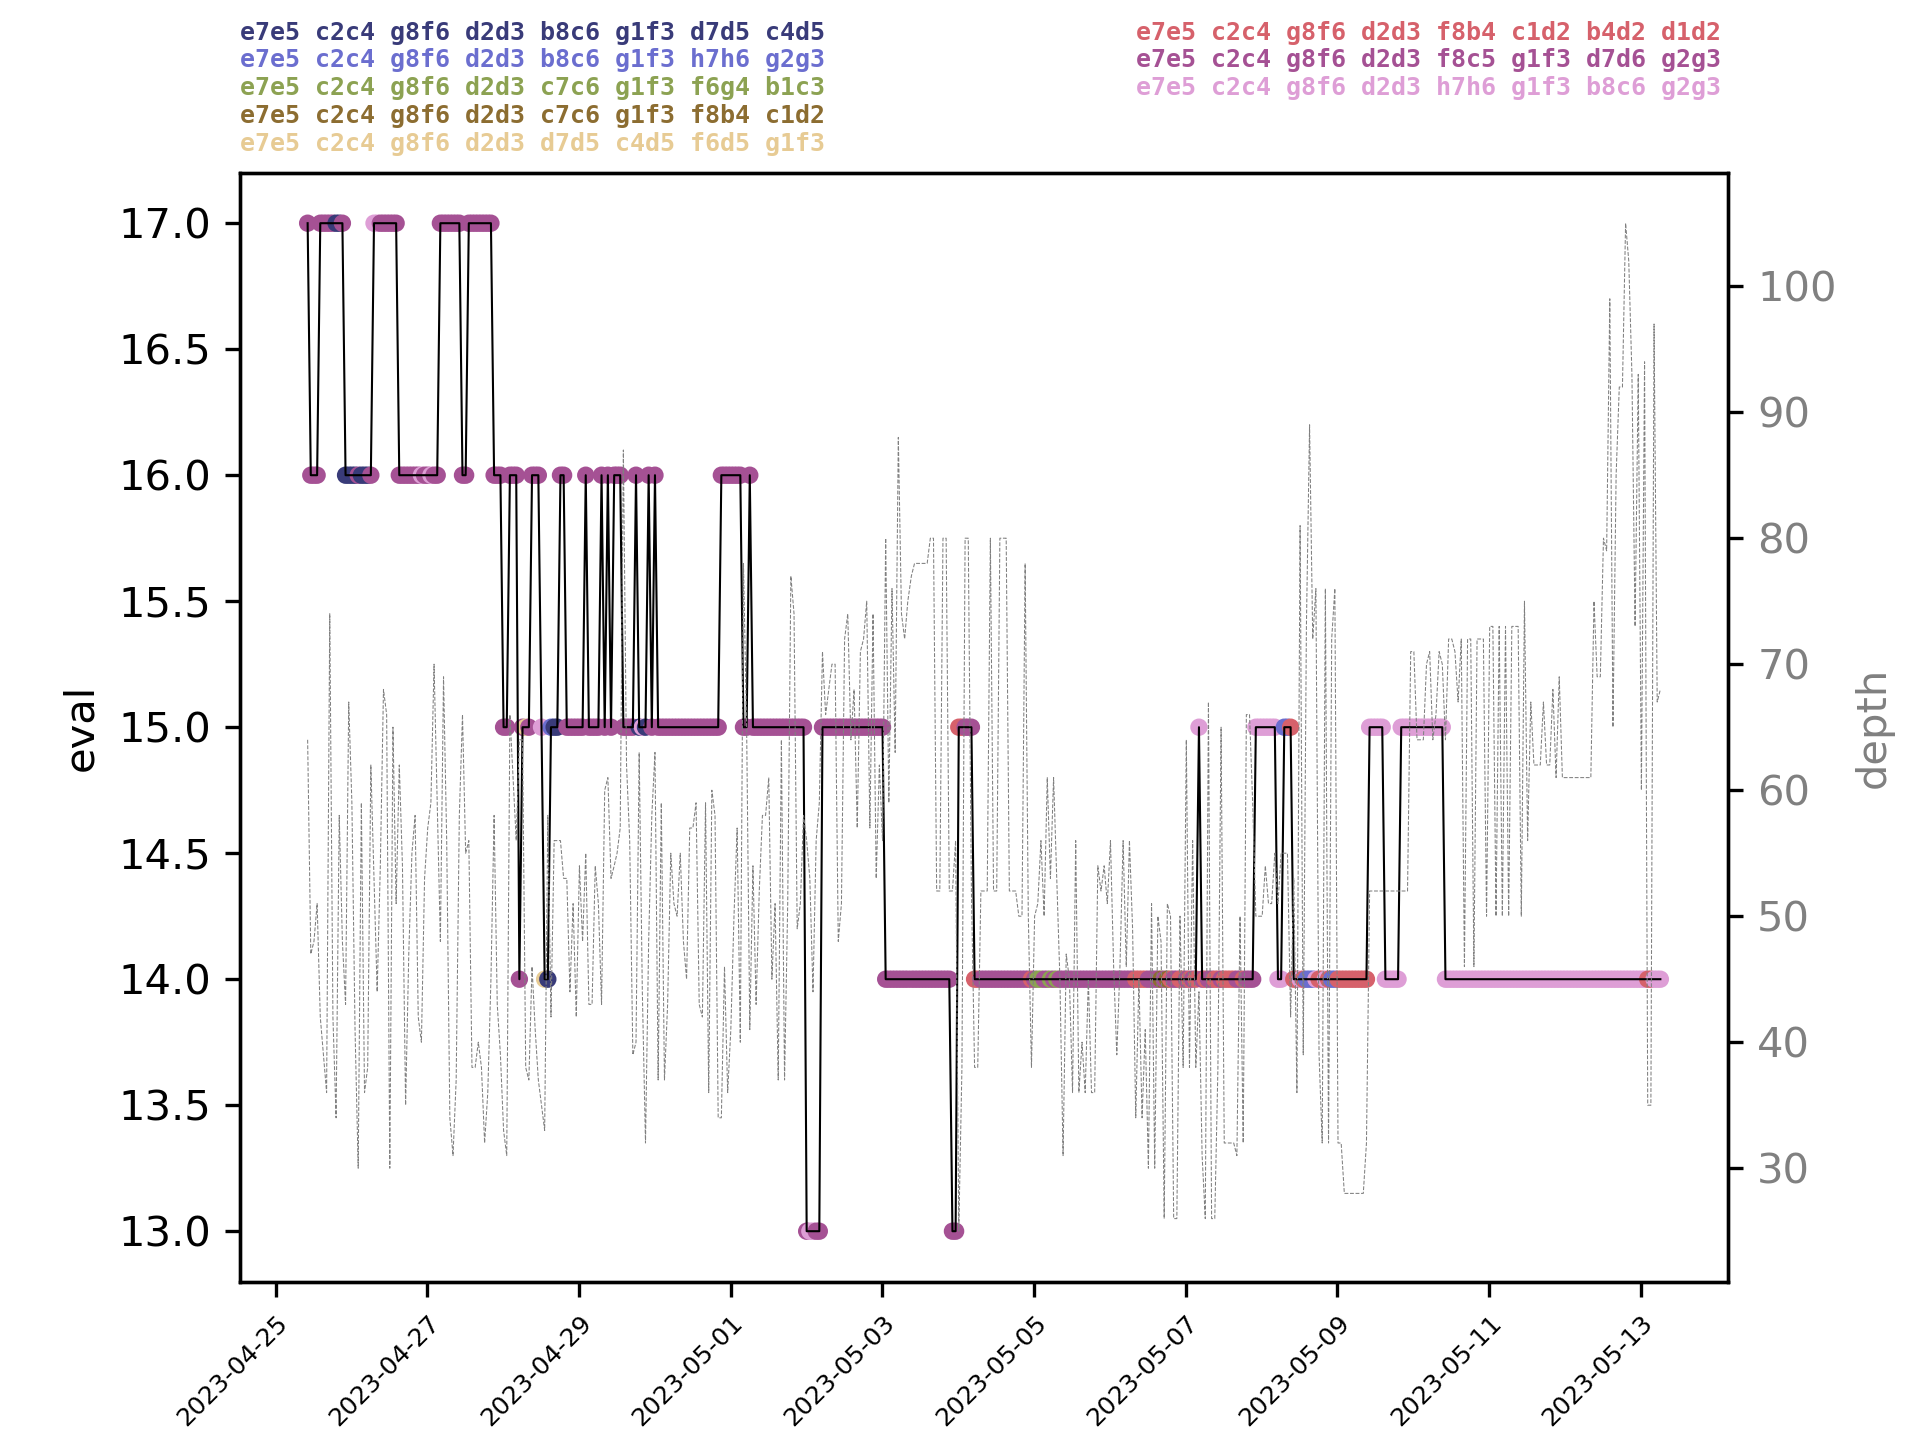 e7e5 c2c4 g8f6 d2d3 b8c6 g1f3 d7d5 c4d5
e7e5 c2c4 g8f6 d2d3 b8c6 g1f3 h7h6 g2g3
e7e5 c2c4 g8f6 d2d3 c7c6 g1f3 f6g4 b1c3
e7e5 c2c4 g8f6 d2d3 c7c6 g1f3 f8b4 c1d2
e7e5 c2c4 g8f6 d2d3 d7d5 c4d5 f6d5 g1f3
e7e5 c2c4 g8f6 d2d3 f8b4 c1d2 b4d2 d1d2
e7e5 c2c4 g8f6 d2d3 f8c5 g1f3 d7d6 g2g3
e7e5 c2c4 g8f6 d2d3 h7h6 g1f3 b8c6 g2g3
17.0
16.5
16.0
15.5
15.0
14.5
14.0
13.5
13.0
eval
100
90
80
70
60
50
40
30
depth
2023-04-25
2023-04-27
2023-04-29
2023-05-01
2023-05-03
2023-05-05
2023-05-07
2023-05-09
2023-05-11
2023-05-13